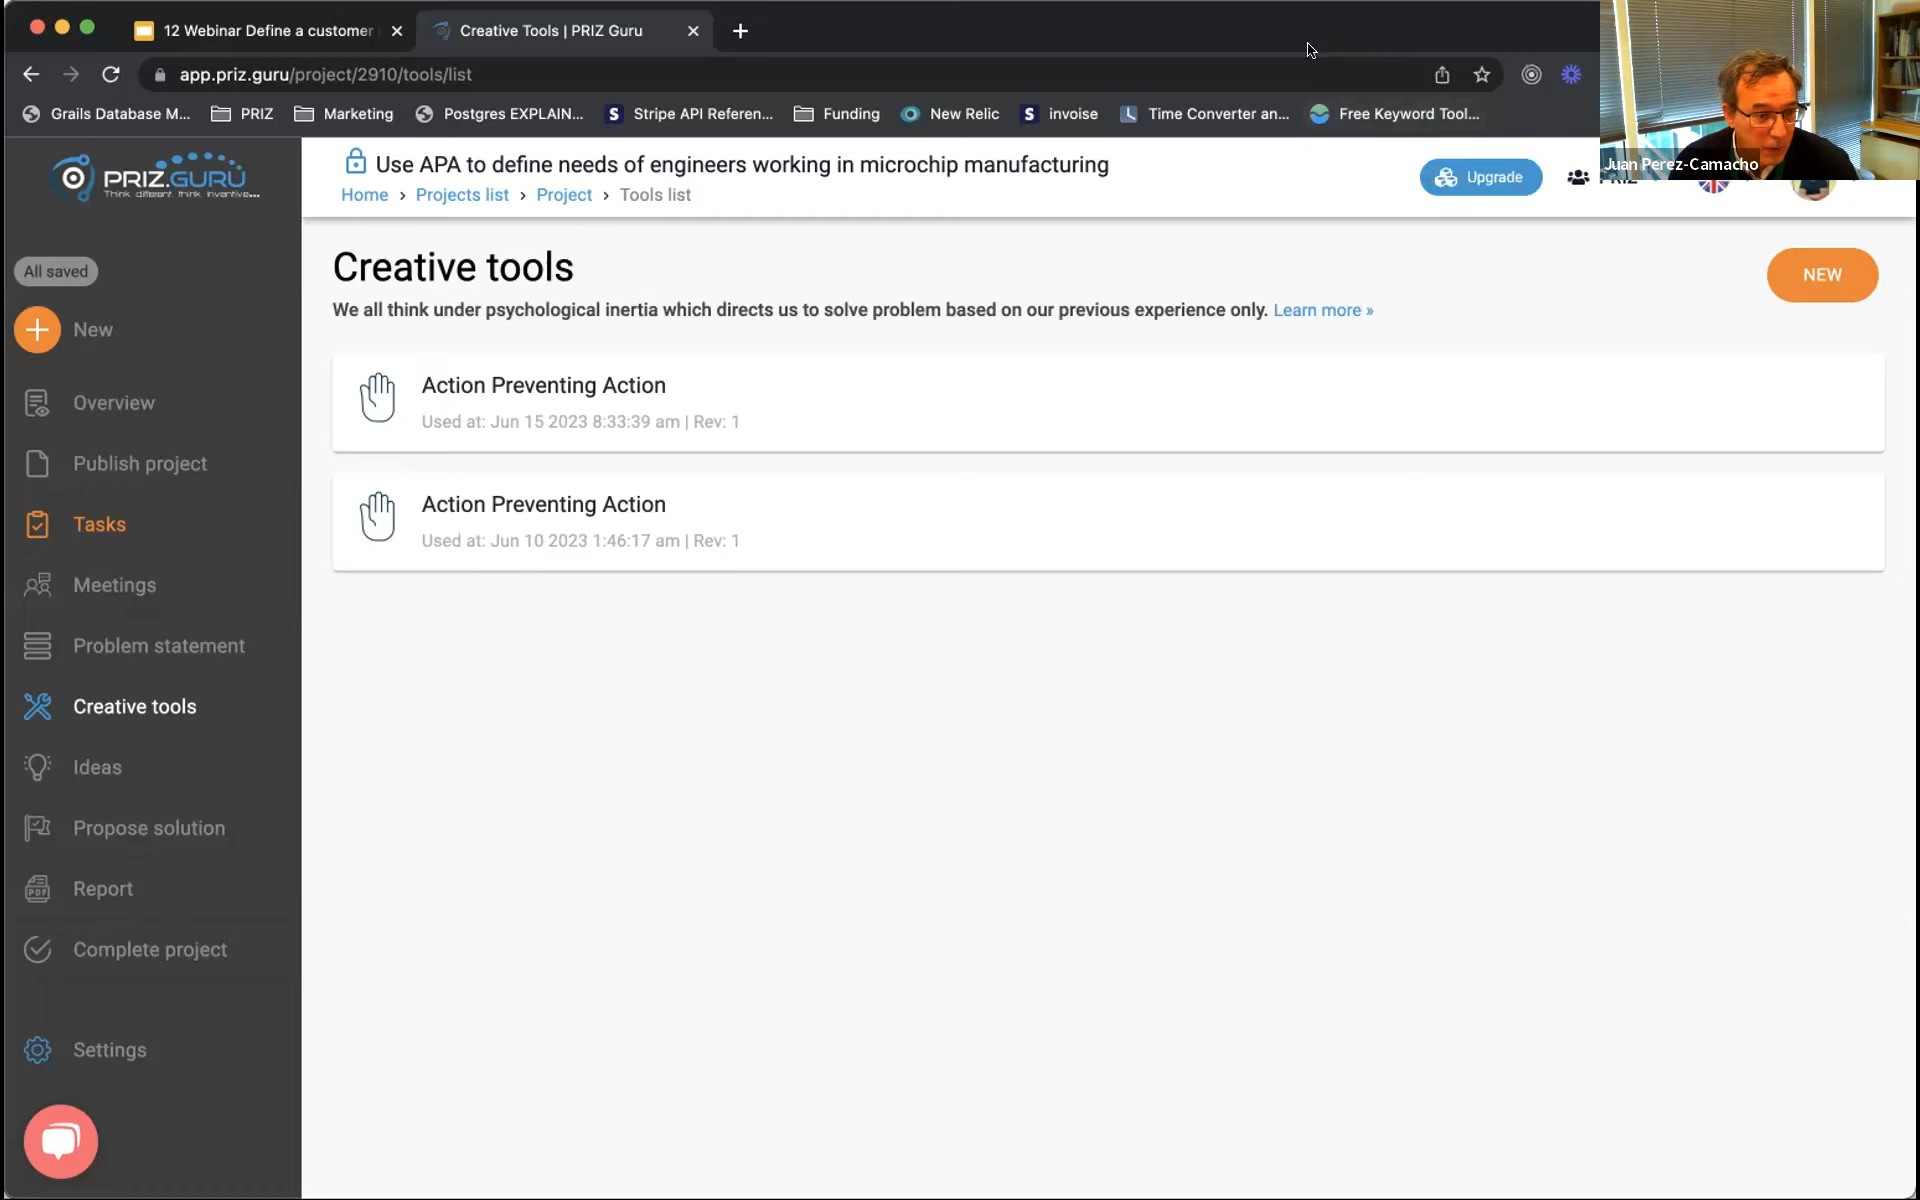 12 Webinar Define a customer
Creative Tools | PRIZ Guru
app.priz.guru/project/2910/tools/list
Grails Database M...
PRIZ
Marketing
Postgres EXPLAIN...
Stripe API Referen...
Funding
New Relic
invoise
Time Converter an...
Free Keyword Tool...
Juan Perez-Camacho
PRIZ.GURU
Think different. think inventive...
Use APA to define needs of engineers working in microchip manufacturing
Home › Projects list › Project › Tools list
Upgrade
PRIZ
All saved
New
Overview
Publish project
Tasks
Meetings
Problem statement
Creative tools
Ideas
Propose solution
Report
Complete project
Settings
Creative tools
NEW
We all think under psychological inertia which directs us to solve problem based on our previous experience only. Learn more »
Action Preventing Action
Used at: Jun 15 2023 8:33:39 am | Rev: 1
Action Preventing Action
Used at: Jun 10 2023 1:46:17 am | Rev: 1